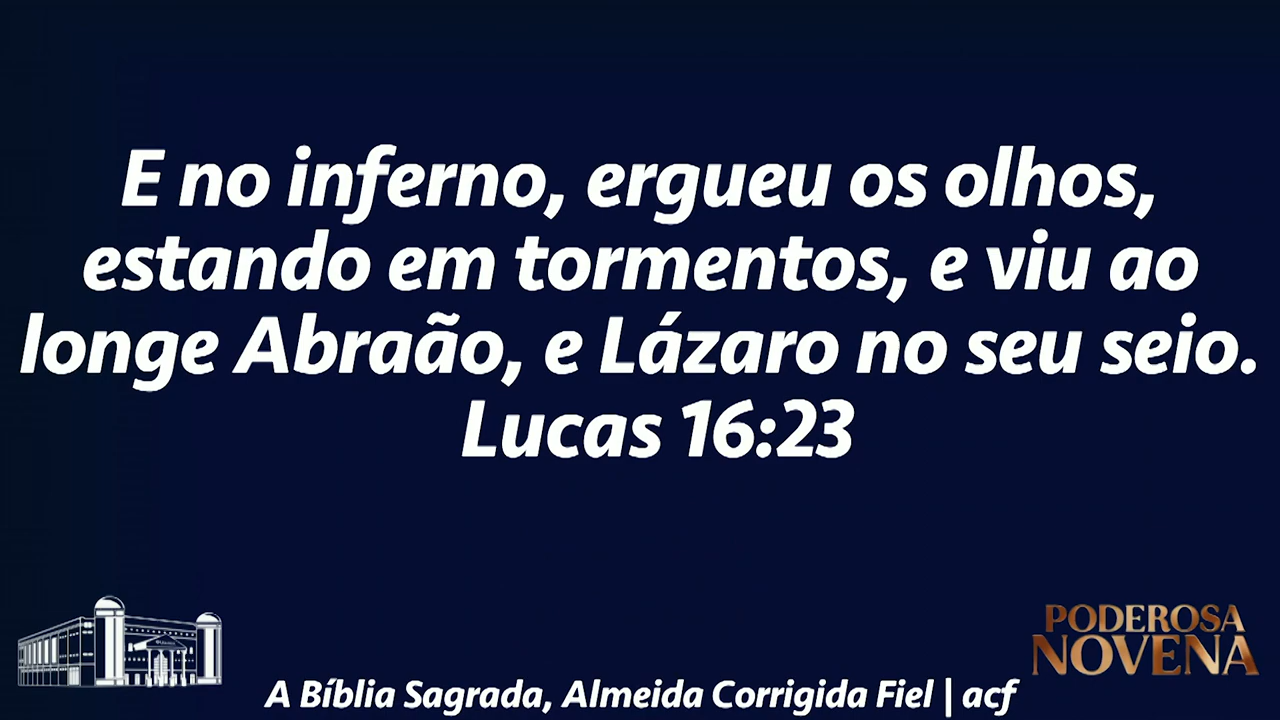 E no inferno, ergueu os olhos,
estando em tormentos, e viu ao
longe Abraão, e Lázaro no seu seio.
Lucas 16:23
PODEROSA
NOVENA
A Bíblia Sagrada, Almeida Corrigida Fiel | acf